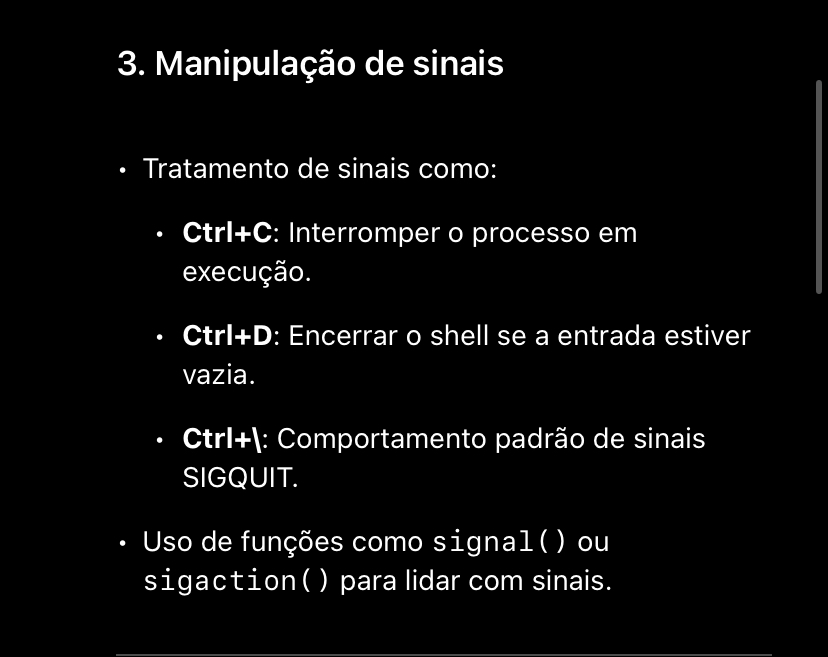 3. Manipulação de sinais
• Tratamento de sinais como:
• Ctrl+C: Interromper o processo em
execução.
• Ctrl+D: Encerrar o shell se a entrada estiver
vazia.
• Ctrl+\: Comportamento padrão de sinais
SIGQUIT.
• Uso de funções como signal() ou
sigaction() para lidar com sinais.